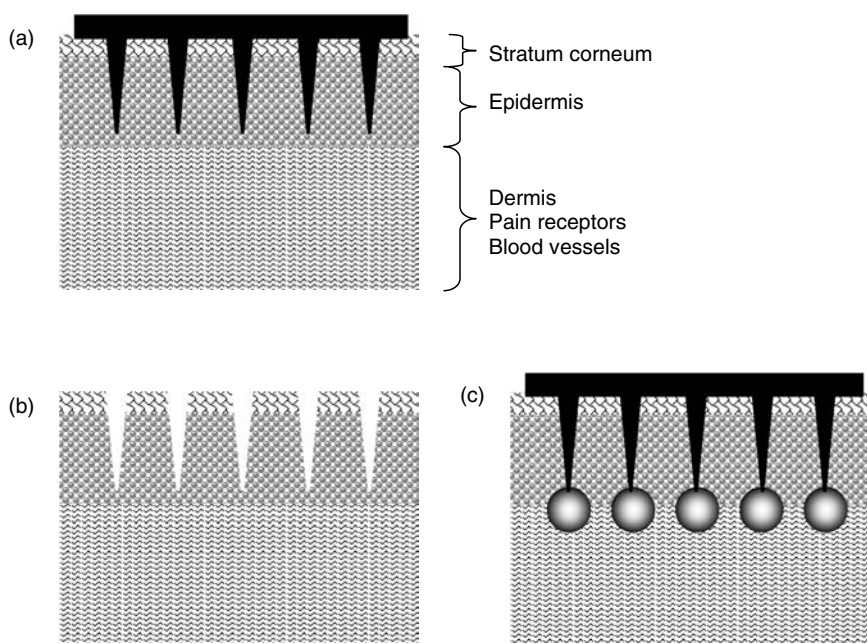 (a)
Stratum corneum
Epidermis
Dermis
Pain receptors
Blood vessels
(b)
(c)